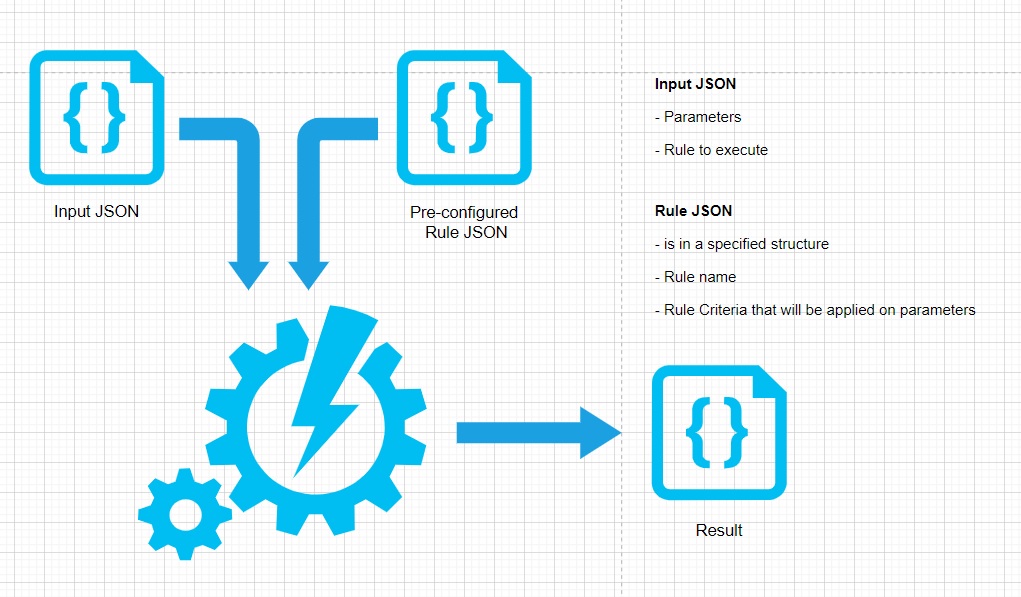 Input JSON
Pre-configured
Rule JSON
Input JSON
- Parameters
- Rule to execute
Rule JSON
- is in a specified structure
- Rule name
- Rule Criteria that will be applied on parameters
Result